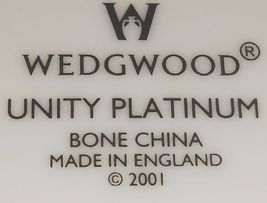 W
WEDGWOOD®
UNITY PLATINUM
BONE CHINA
MADE IN ENGLAND
© 2001